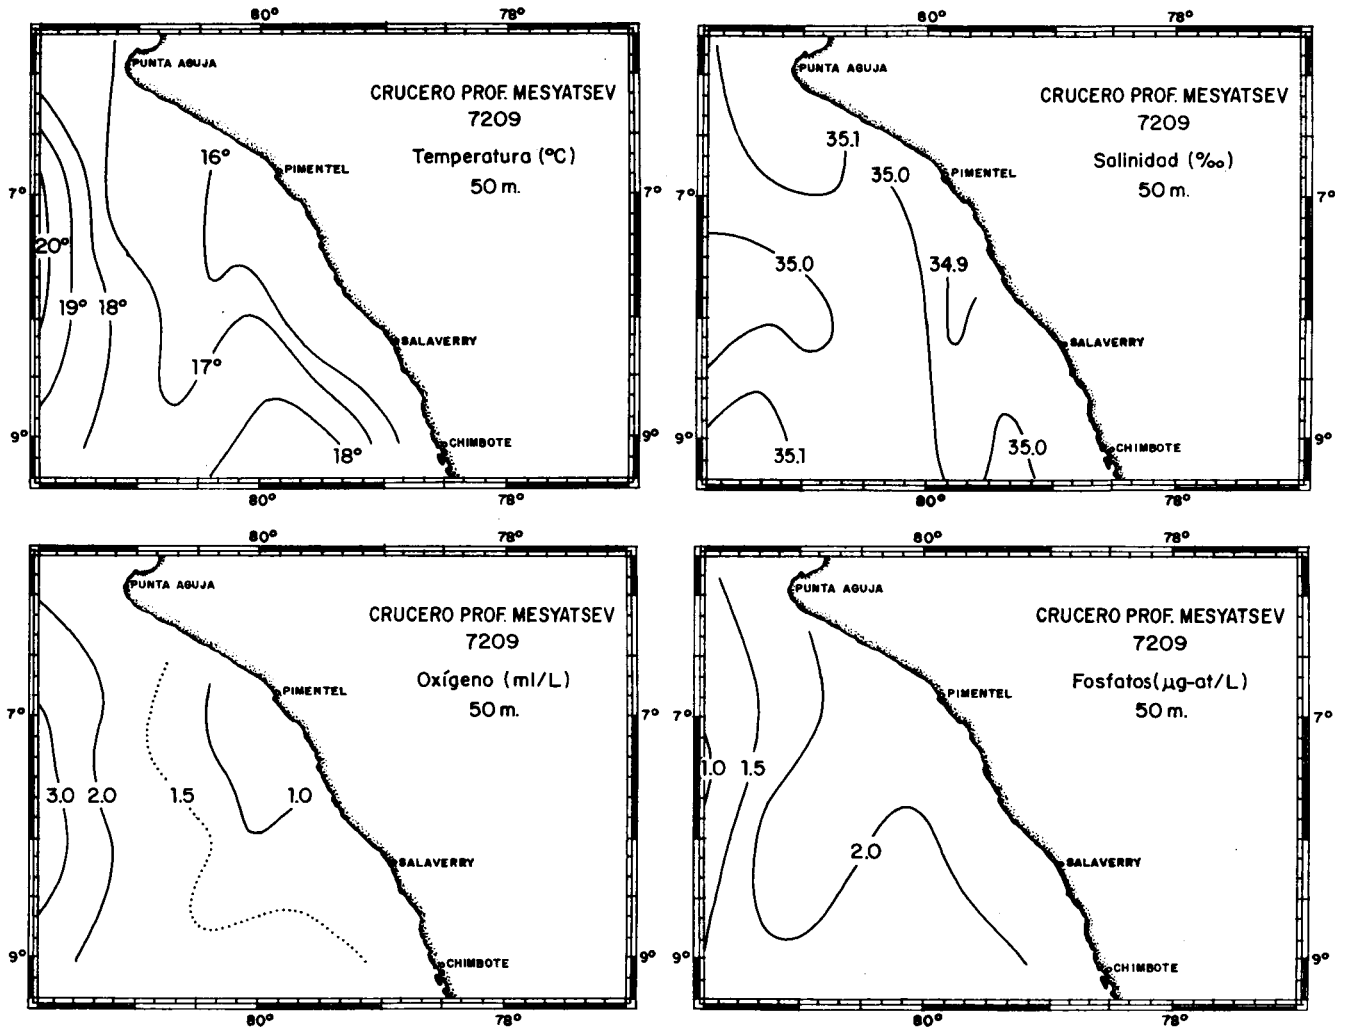 80° 78°
PUNTA AGUJA
CRUCERO PROF. MESYATSEV
7209
Temperatura (°C)
50 m.
16°
PIMENTEL
7°
20°
19° 18°
17°
SALAVERRY
9°
18°
CHIMBOTE
80° 78°
80° 78°
PUNTA AGUJA
CRUCERO PROF. MESYATSEV
7209
Salinidad (‰)
50 m.
35.1
35.0
PIMENTEL
7° 7°
35.0
34.9
SALAVERRY
9° 9°
35.1
35.0
CHIMBOTE
80° 78°
80° 78°
PUNTA AGUJA
CRUCERO PROF. MESYATSEV
7209
Oxígeno (ml/L)
50 m.
PIMENTEL
7°
3.0 2.0 1.5 1.0
SALAVERRY
9°
CHIMBOTE
80° 78°
80° 78°
PUNTA AGUJA
CRUCERO PROF. MESYATSEV
7209
Fosfatos (µg-at/L)
50 m.
PIMENTEL
7° 7°
1.0 1.5
2.0
SALAVERRY
9° 9°
CHIMBOTE
80° 78°